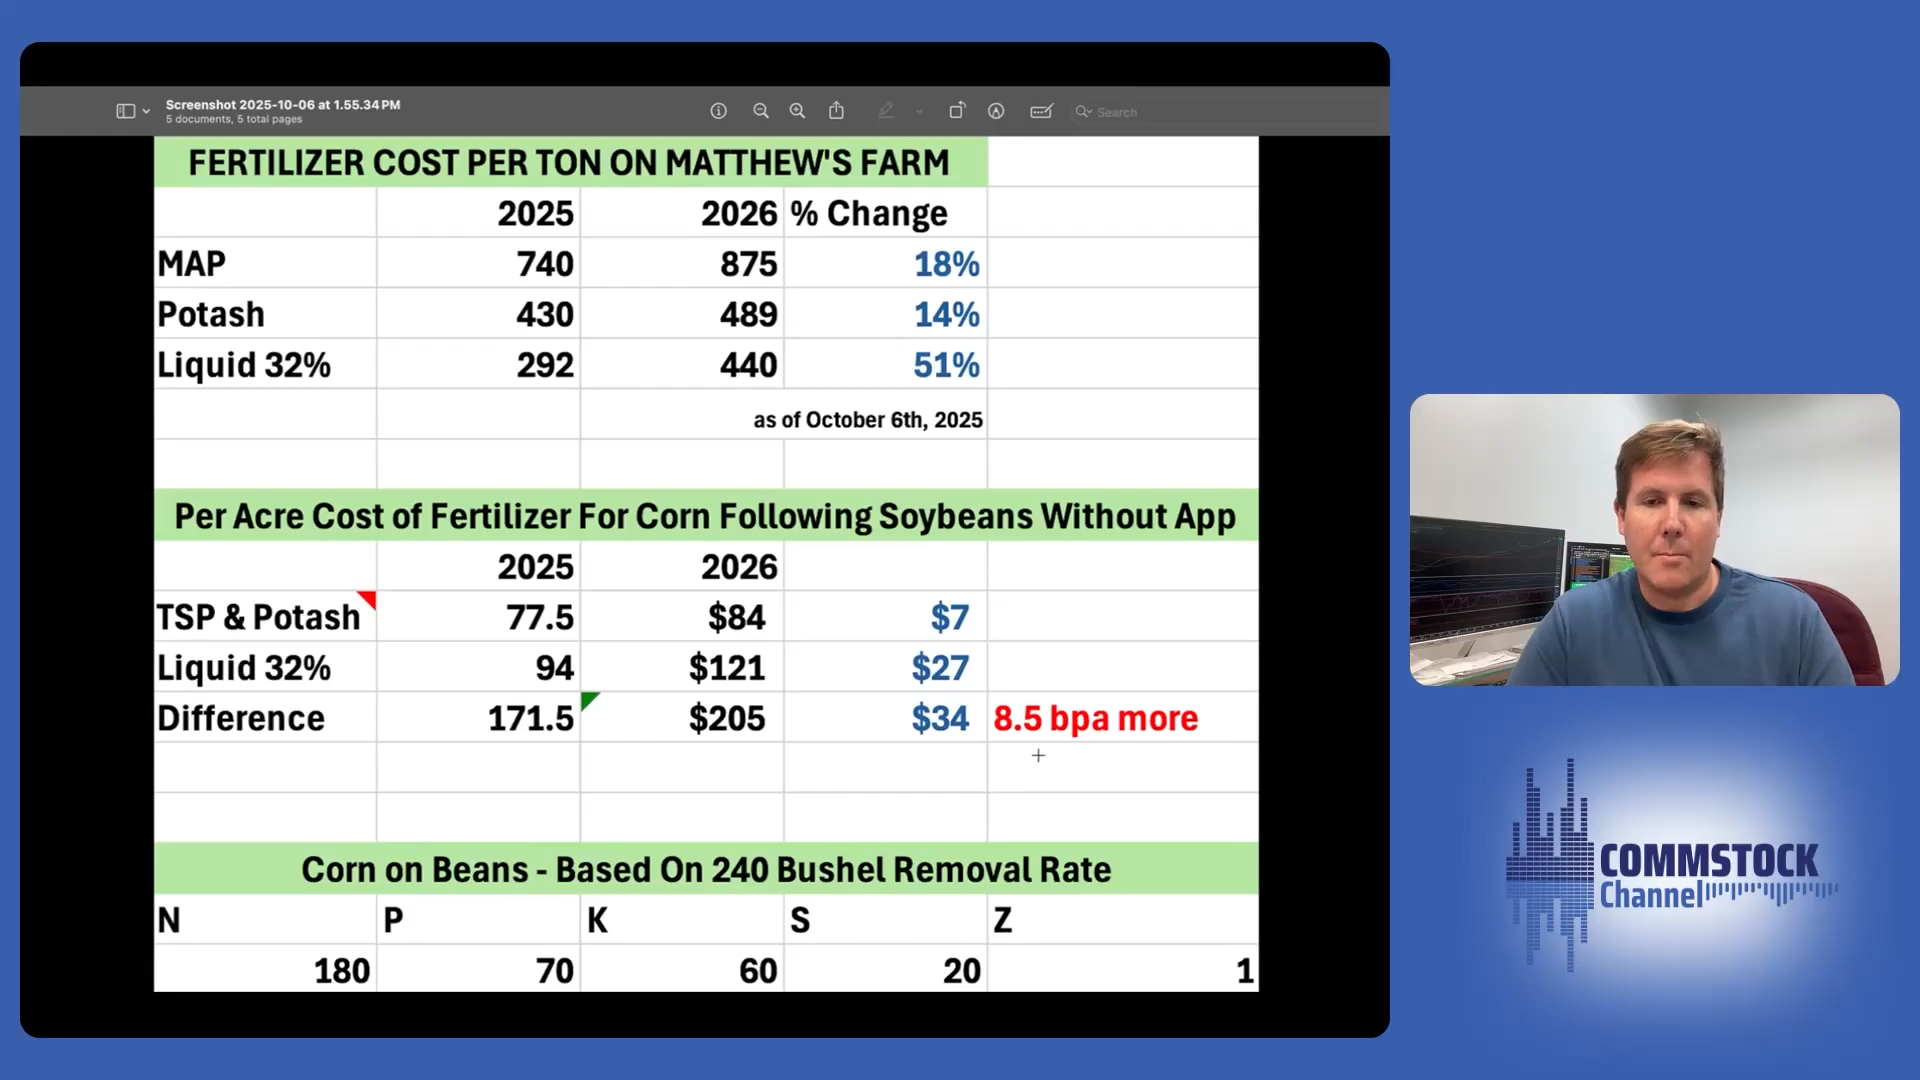 Screenshot 2025-10-06 at 1.55.34 PM
5 documents, 5 total pages
Search
FERTILIZER COST PER TON ON MATTHEW'S FARM
2025 2026 % Change
MAP 740 875 18%
Potash 430 489 14%
Liquid 32% 292 440 51%
as of October 6th, 2025
Per Acre Cost of Fertilizer For Corn Following Soybeans Without App
2025 2026
TSP & Potash 77.5 $84 $7
Liquid 32% 94 $121 $27
Difference 171.5 $205 $34 8.5 bpa more
Corn on Beans - Based On 240 Bushel Removal Rate
N P K S Z
180 70 60 20 1
COMMSTOCK
Channel